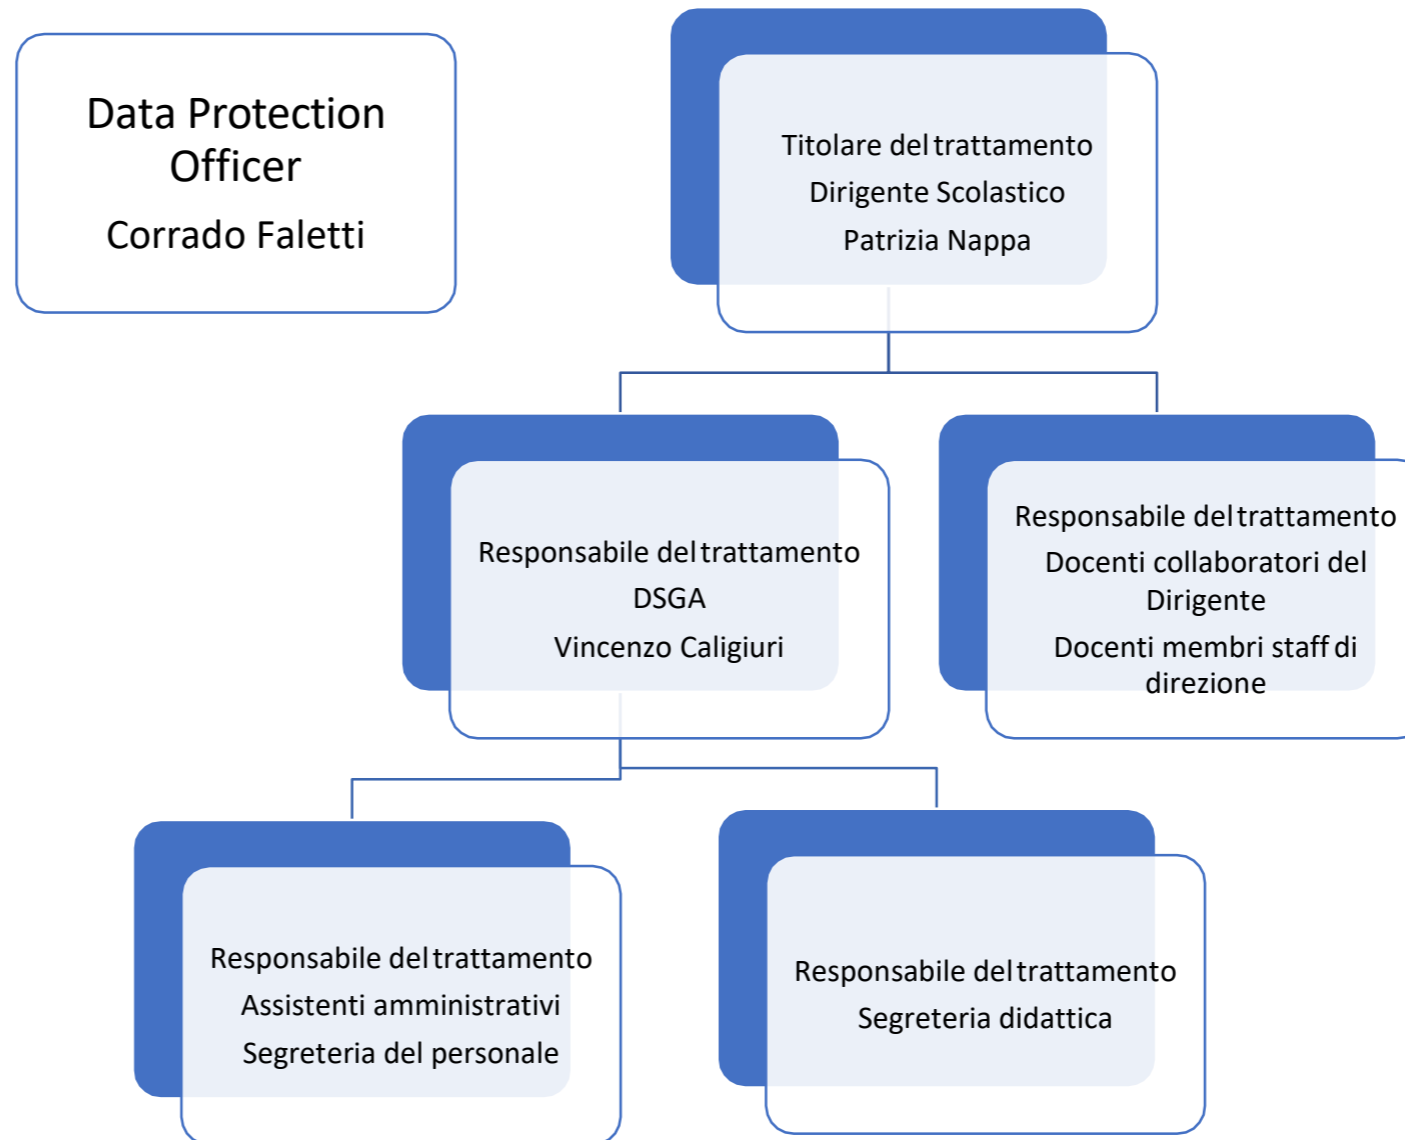 Data Protection
Officer
Corrado Faletti
Titolare del trattamento
Dirigente Scolastico
Patrizia Nappa
Responsabile del trattamento
DSGA
Vincenzo Caligiuri
Responsabile del trattamento
Docenti collaboratori del
Dirigente
Docenti membri staff di
direzione
Responsabile del trattamento
Assistenti amministrativi
Segreteria del personale
Responsabile del trattamento
Segreteria didattica